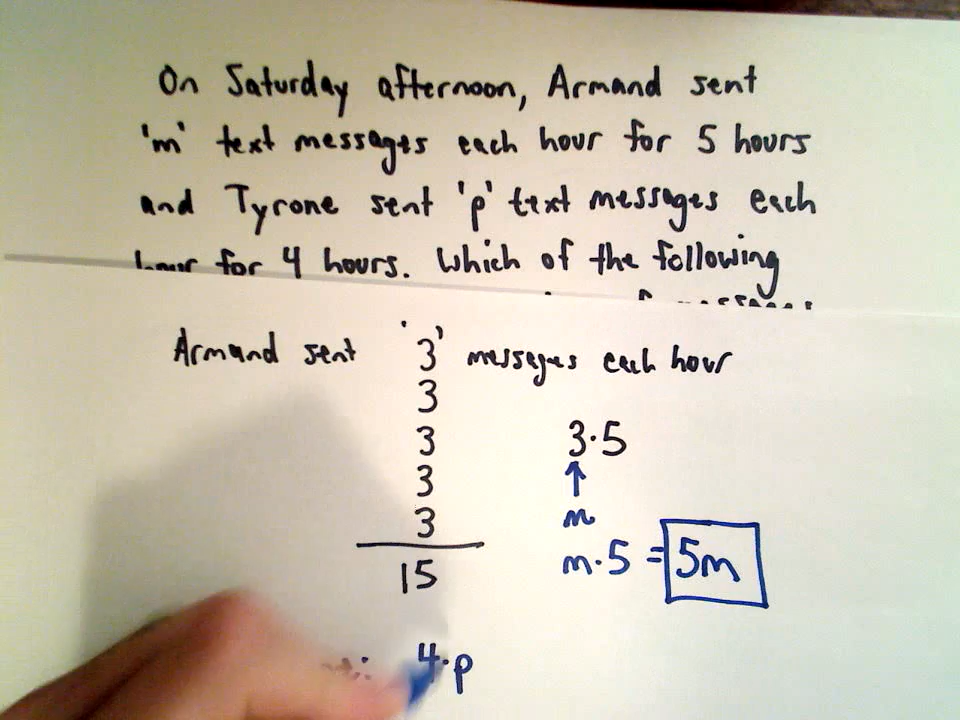 On Saturday afternoon, Armand sent
'm' text messages each hour for 5 hours
and Tyrone sent 'p' text messages each
hour for 4 hours. Which of the following
Armand sent '3' messages each hour
3
3
3
3
15
3·5
m
m·5 = 5m
4·p